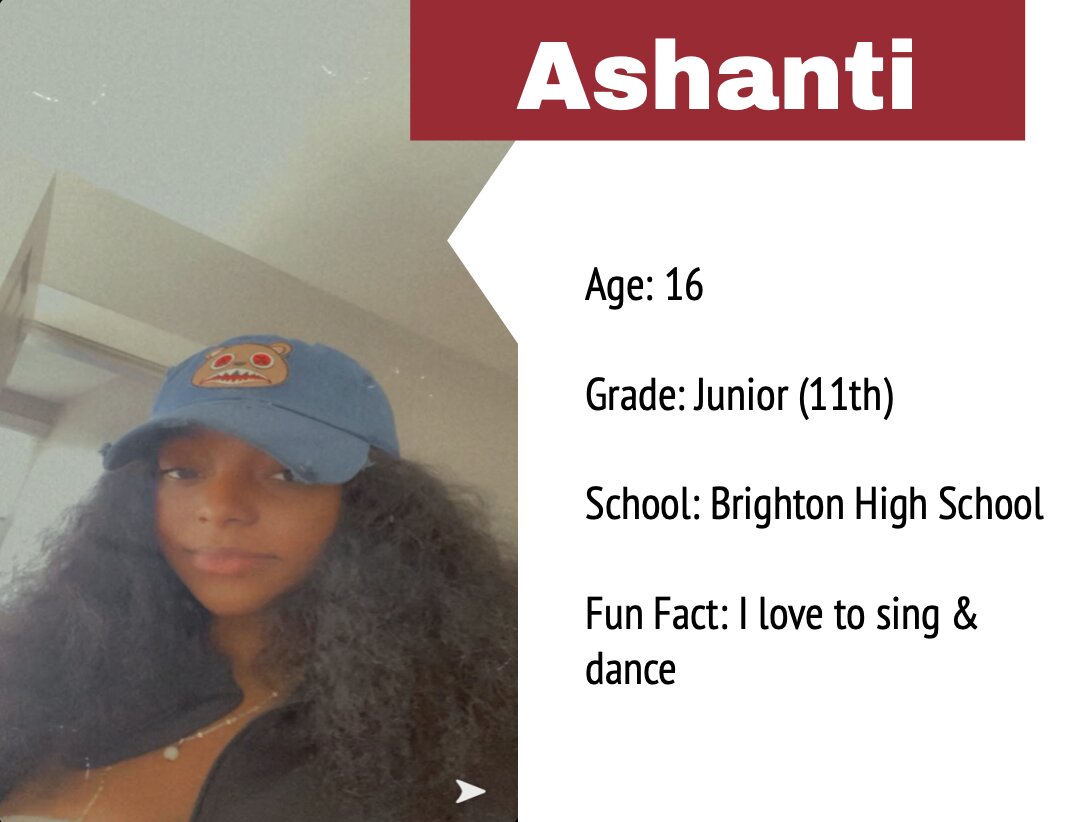 Ashanti
Age: 16
Grade: Junior (11th)
School: Brighton High School
Fun Fact: I love to sing &
dance